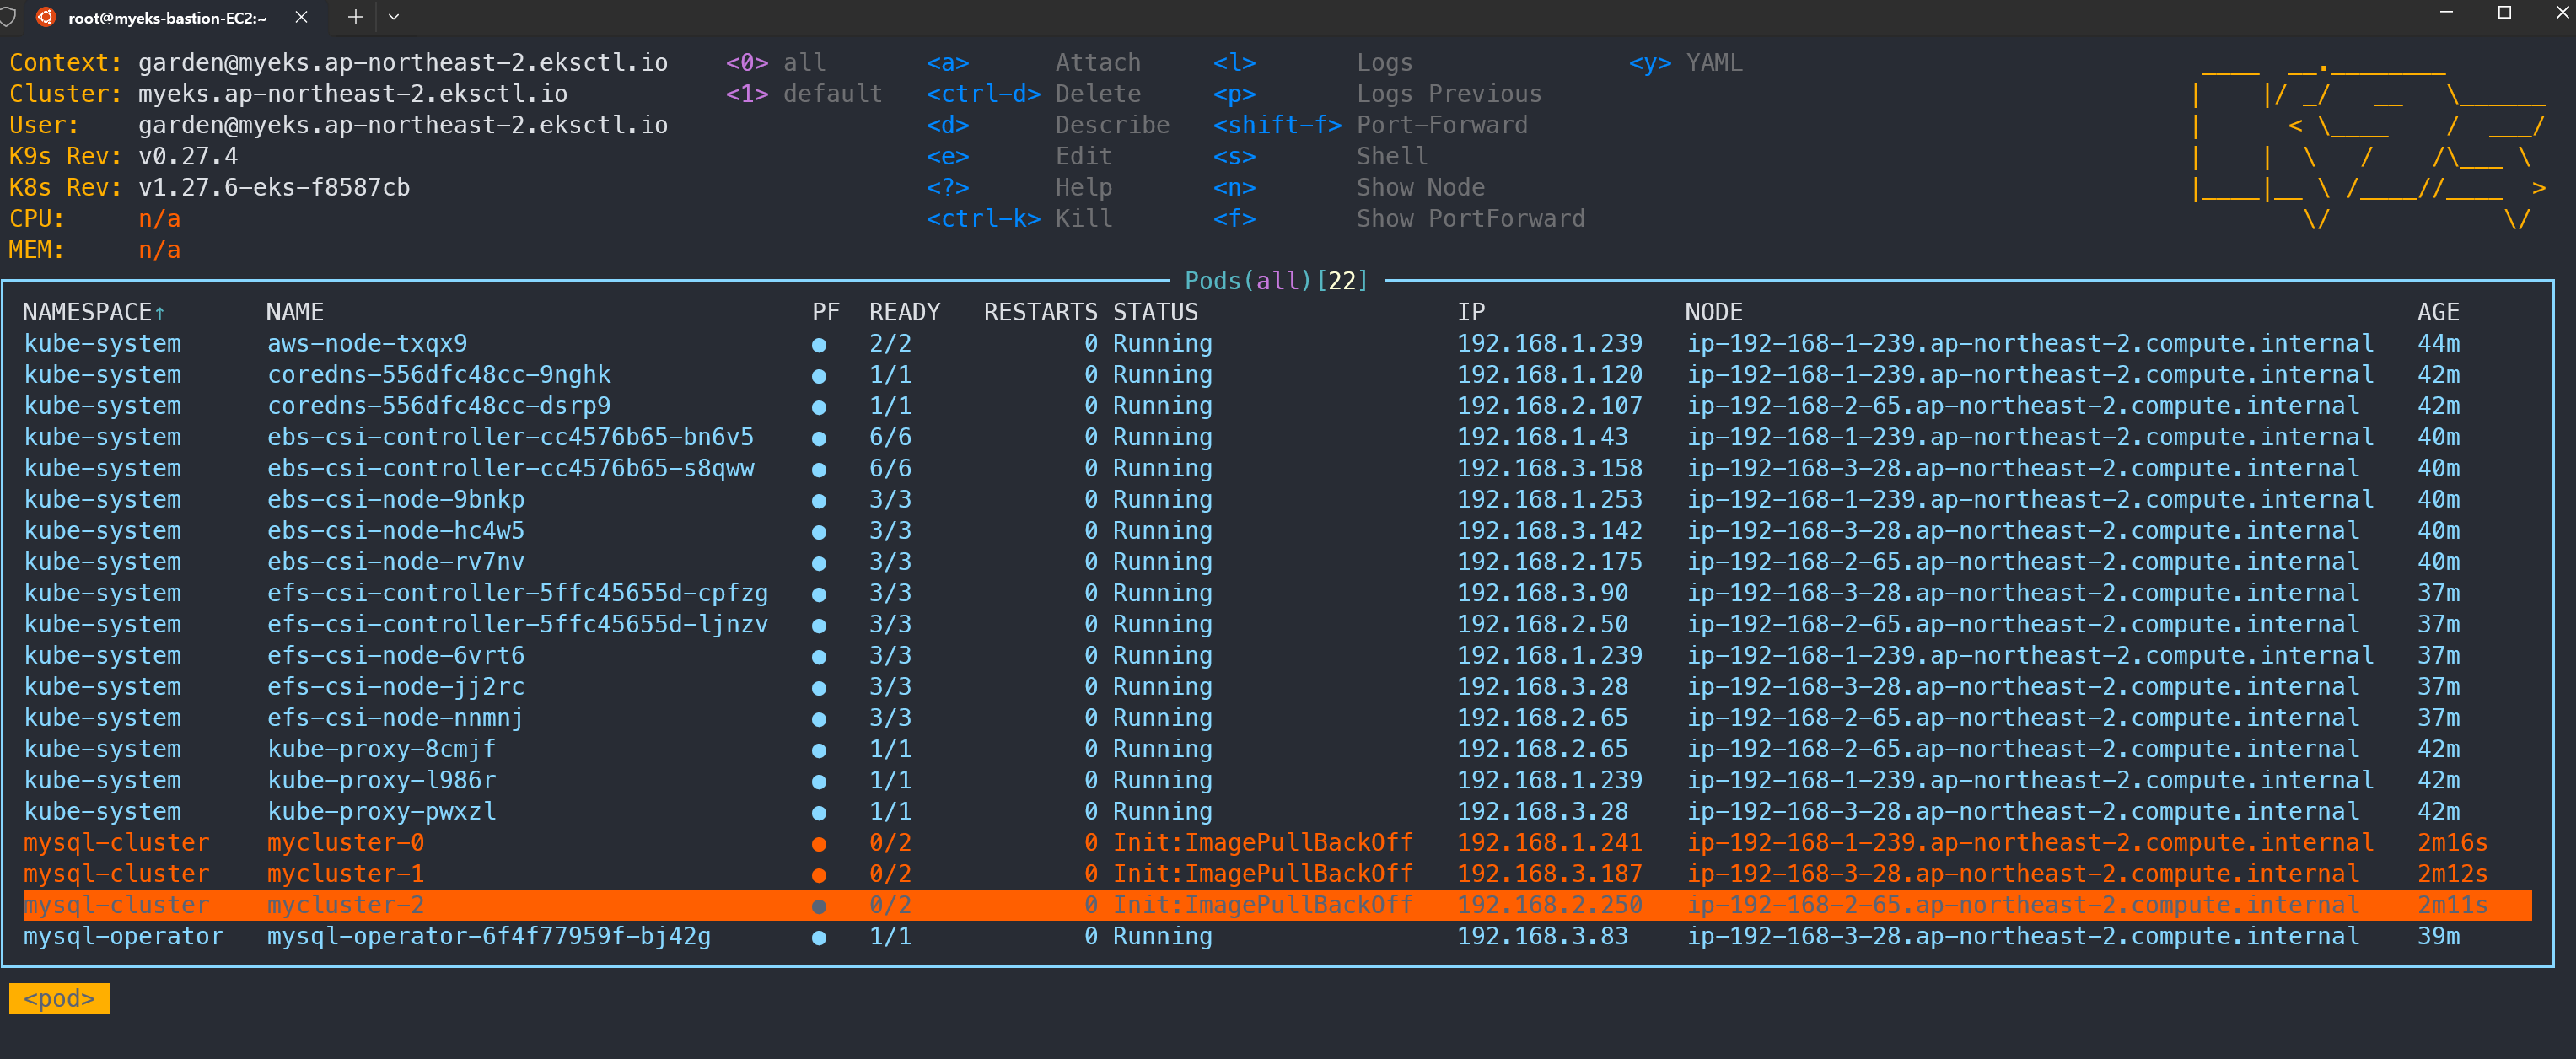 root@myeks-bastion-EC2:~
Context: garden@myeks.ap-northeast-2.eksctl.io <0> all <a> Attach <l> Logs <y> YAML
Cluster: myeks.ap-northeast-2.eksctl.io <1> default <ctrl-d> Delete <p> Logs Previous
User: garden@myeks.ap-northeast-2.eksctl.io <d> Describe <shift-f> Port-Forward
K9s Rev: v0.27.4 <e> Edit <s> Shell
K8s Rev: v1.27.6-eks-f8587cb <?> Help <n> Show Node
CPU: n/a <ctrl-k> Kill <f> Show PortForward
MEM: n/a
Pods(all)[22]
NAMESPACE↑ NAME PF READY RESTARTS STATUS IP NODE AGE
kube-system aws-node-txqx9 ● 2/2 0 Running 192.168.1.239 ip-192-168-1-239.ap-northeast-2.compute.internal 44m
kube-system coredns-556dfc48cc-9nghk ● 1/1 0 Running 192.168.1.120 ip-192-168-1-239.ap-northeast-2.compute.internal 42m
kube-system coredns-556dfc48cc-dsrp9 ● 1/1 0 Running 192.168.2.107 ip-192-168-2-65.ap-northeast-2.compute.internal 42m
kube-system ebs-csi-controller-cc4576b65-bn6v5 ● 6/6 0 Running 192.168.1.43 ip-192-168-1-239.ap-northeast-2.compute.internal 40m
kube-system ebs-csi-controller-cc4576b65-s8qww ● 6/6 0 Running 192.168.3.158 ip-192-168-3-28.ap-northeast-2.compute.internal 40m
kube-system ebs-csi-node-9bnkp ● 3/3 0 Running 192.168.1.253 ip-192-168-1-239.ap-northeast-2.compute.internal 40m
kube-system ebs-csi-node-hc4w5 ● 3/3 0 Running 192.168.3.142 ip-192-168-3-28.ap-northeast-2.compute.internal 40m
kube-system ebs-csi-node-rv7nv ● 3/3 0 Running 192.168.2.175 ip-192-168-2-65.ap-northeast-2.compute.internal 40m
kube-system efs-csi-controller-5ffc45655d-cpfzg ● 3/3 0 Running 192.168.3.90 ip-192-168-3-28.ap-northeast-2.compute.internal 37m
kube-system efs-csi-controller-5ffc45655d-ljnzv ● 3/3 0 Running 192.168.2.50 ip-192-168-2-65.ap-northeast-2.compute.internal 37m
kube-system efs-csi-node-6vrt6 ● 3/3 0 Running 192.168.1.239 ip-192-168-1-239.ap-northeast-2.compute.internal 37m
kube-system efs-csi-node-jj2rc ● 3/3 0 Running 192.168.3.28 ip-192-168-3-28.ap-northeast-2.compute.internal 37m
kube-system efs-csi-node-nnmnj ● 3/3 0 Running 192.168.2.65 ip-192-168-2-65.ap-northeast-2.compute.internal 37m
kube-system kube-proxy-8cmjf ● 1/1 0 Running 192.168.2.65 ip-192-168-2-65.ap-northeast-2.compute.internal 42m
kube-system kube-proxy-l986r ● 1/1 0 Running 192.168.1.239 ip-192-168-1-239.ap-northeast-2.compute.internal 42m
kube-system kube-proxy-pwxzl ● 1/1 0 Running 192.168.3.28 ip-192-168-3-28.ap-northeast-2.compute.internal 42m
mysql-cluster mycluster-0 ● 0/2 0 Init:ImagePullBackOff 192.168.1.241 ip-192-168-1-239.ap-northeast-2.compute.internal 2m16s
mysql-cluster mycluster-1 ● 0/2 0 Init:ImagePullBackOff 192.168.3.187 ip-192-168-3-28.ap-northeast-2.compute.internal 2m12s
mysql-cluster mycluster-2 ● 0/2 0 Init:ImagePullBackOff 192.168.2.250 ip-192-168-2-65.ap-northeast-2.compute.internal 2m11s
mysql-operator mysql-operator-6f4f77959f-bj42g ● 1/1 0 Running 192.168.3.83 ip-192-168-3-28.ap-northeast-2.compute.internal 39m
<pod>